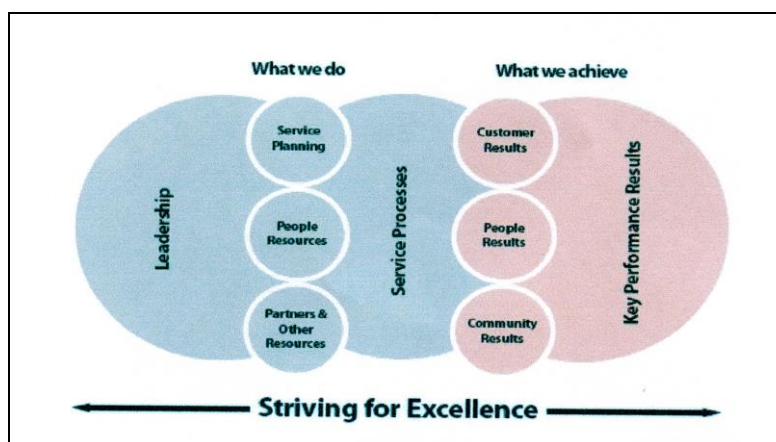 What we do
What we achieve
Leadership
Service
Planning
People
Resources
Partners &
Other
Resources
Service Processes
Customer
Results
People
Results
Community
Results
Key Performance Results
Striving for Excellence